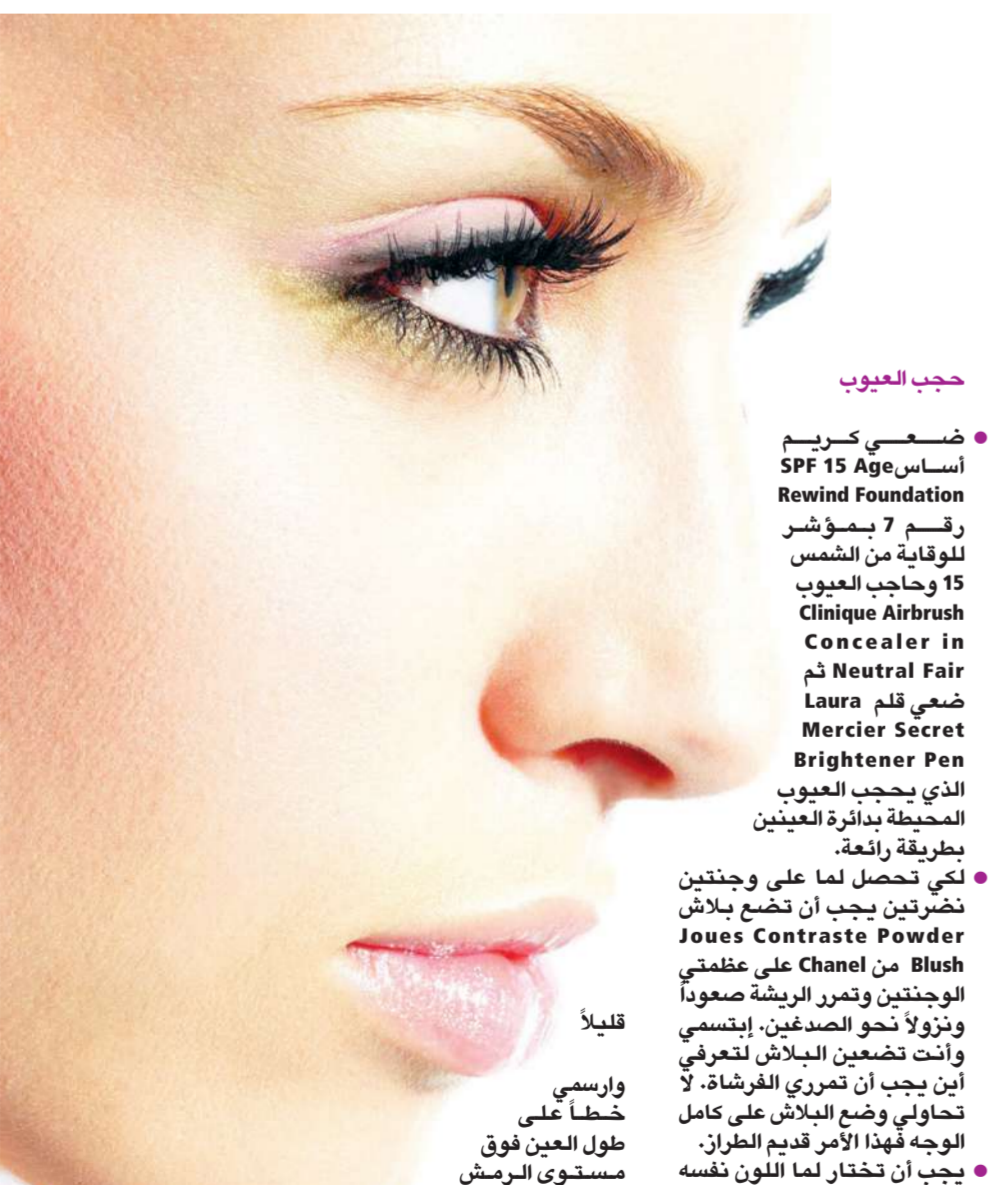 حجب العيوب
● ضعي كريم
أساس SPF 15 Age
Rewind Foundation
رقم 7 بمؤشر
للوقاية من الشمس
15 وحاجب العيوب
Clinique Airbrush
Concealer in
Neutral Fair ثم
ضعي قلم Laura
Mercier Secret
Brightener Pen
الذي يحجب العيوب
المحيطة بدائرة العينين
بطريقة رائعة.
● لكي تحصل لما على وجنتين
نضرتين يجب أن تضع بلاش
Joues Contraste Powder
Blush من Chanel على عظمتي
الوجنتين وتمرر الريشة صعوداً
ونزولاً نحو الصدغين. إبتسمي
وأنت تضعين البلاش لتعرفي
أين يجب أن تمرري الفرشاة. لا
تحاولي وضع البلاش على كامل
الوجه فهذا الأمر قديم الطراز.
● يجب أن تختار لما اللون نفسه
قليلاً
وارسمي
خطاً على
طول العين فوق
مستوى الرمش